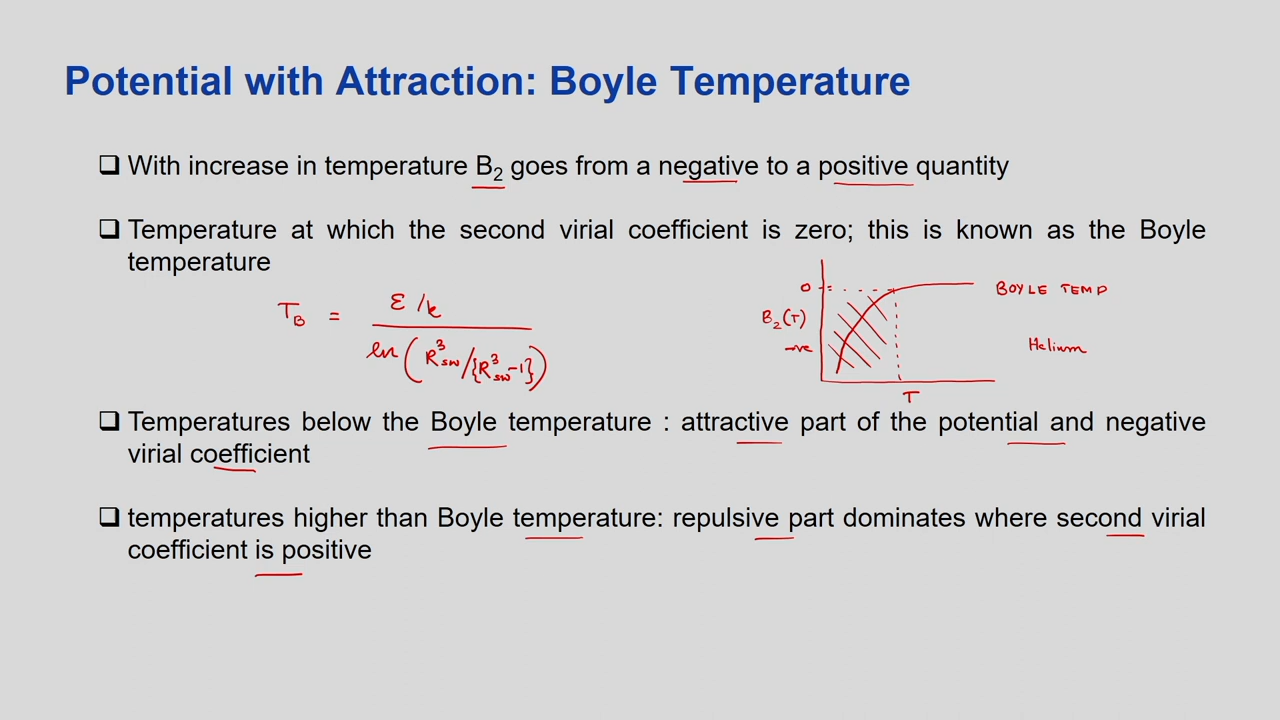 Potential with Attraction: Boyle Temperature
❑ With increase in temperature B₂ goes from a negative to a positive quantity
❑ Temperature at which the second virial coefficient is zero; this is known as the Boyle
temperature
T_B = ε/k / ln(R³sw/{R³sw-1})
0
BOYLE TEMP
B₂(T)
-ve
Helium
T
❑ Temperatures below the Boyle temperature : attractive part of the potential and negative
virial coefficient
❑ temperatures higher than Boyle temperature: repulsive part dominates where second virial
coefficient is positive